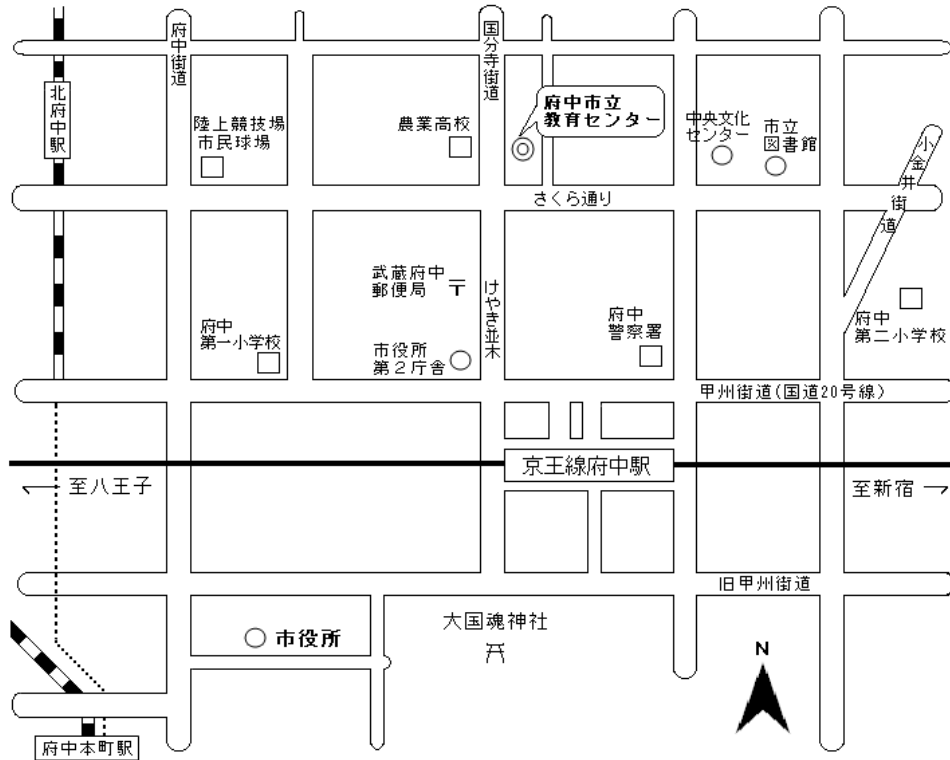 府中街道
国分寺街道
北府中駅
陸上競技場
市民球場
農業高校
府中市立
教育センター
中央文化
センター
市立
図書館
小金井街道
さくら通り
武蔵府中
郵便局
〒
けやき並木
府中
第一小学校
市役所
第2庁舎
府中
警察署
府中
第二小学校
甲州街道(国道20号線)
京王線府中駅
至八王子
至新宿
旧甲州街道
市役所
大国魂神社
N
府中本町駅